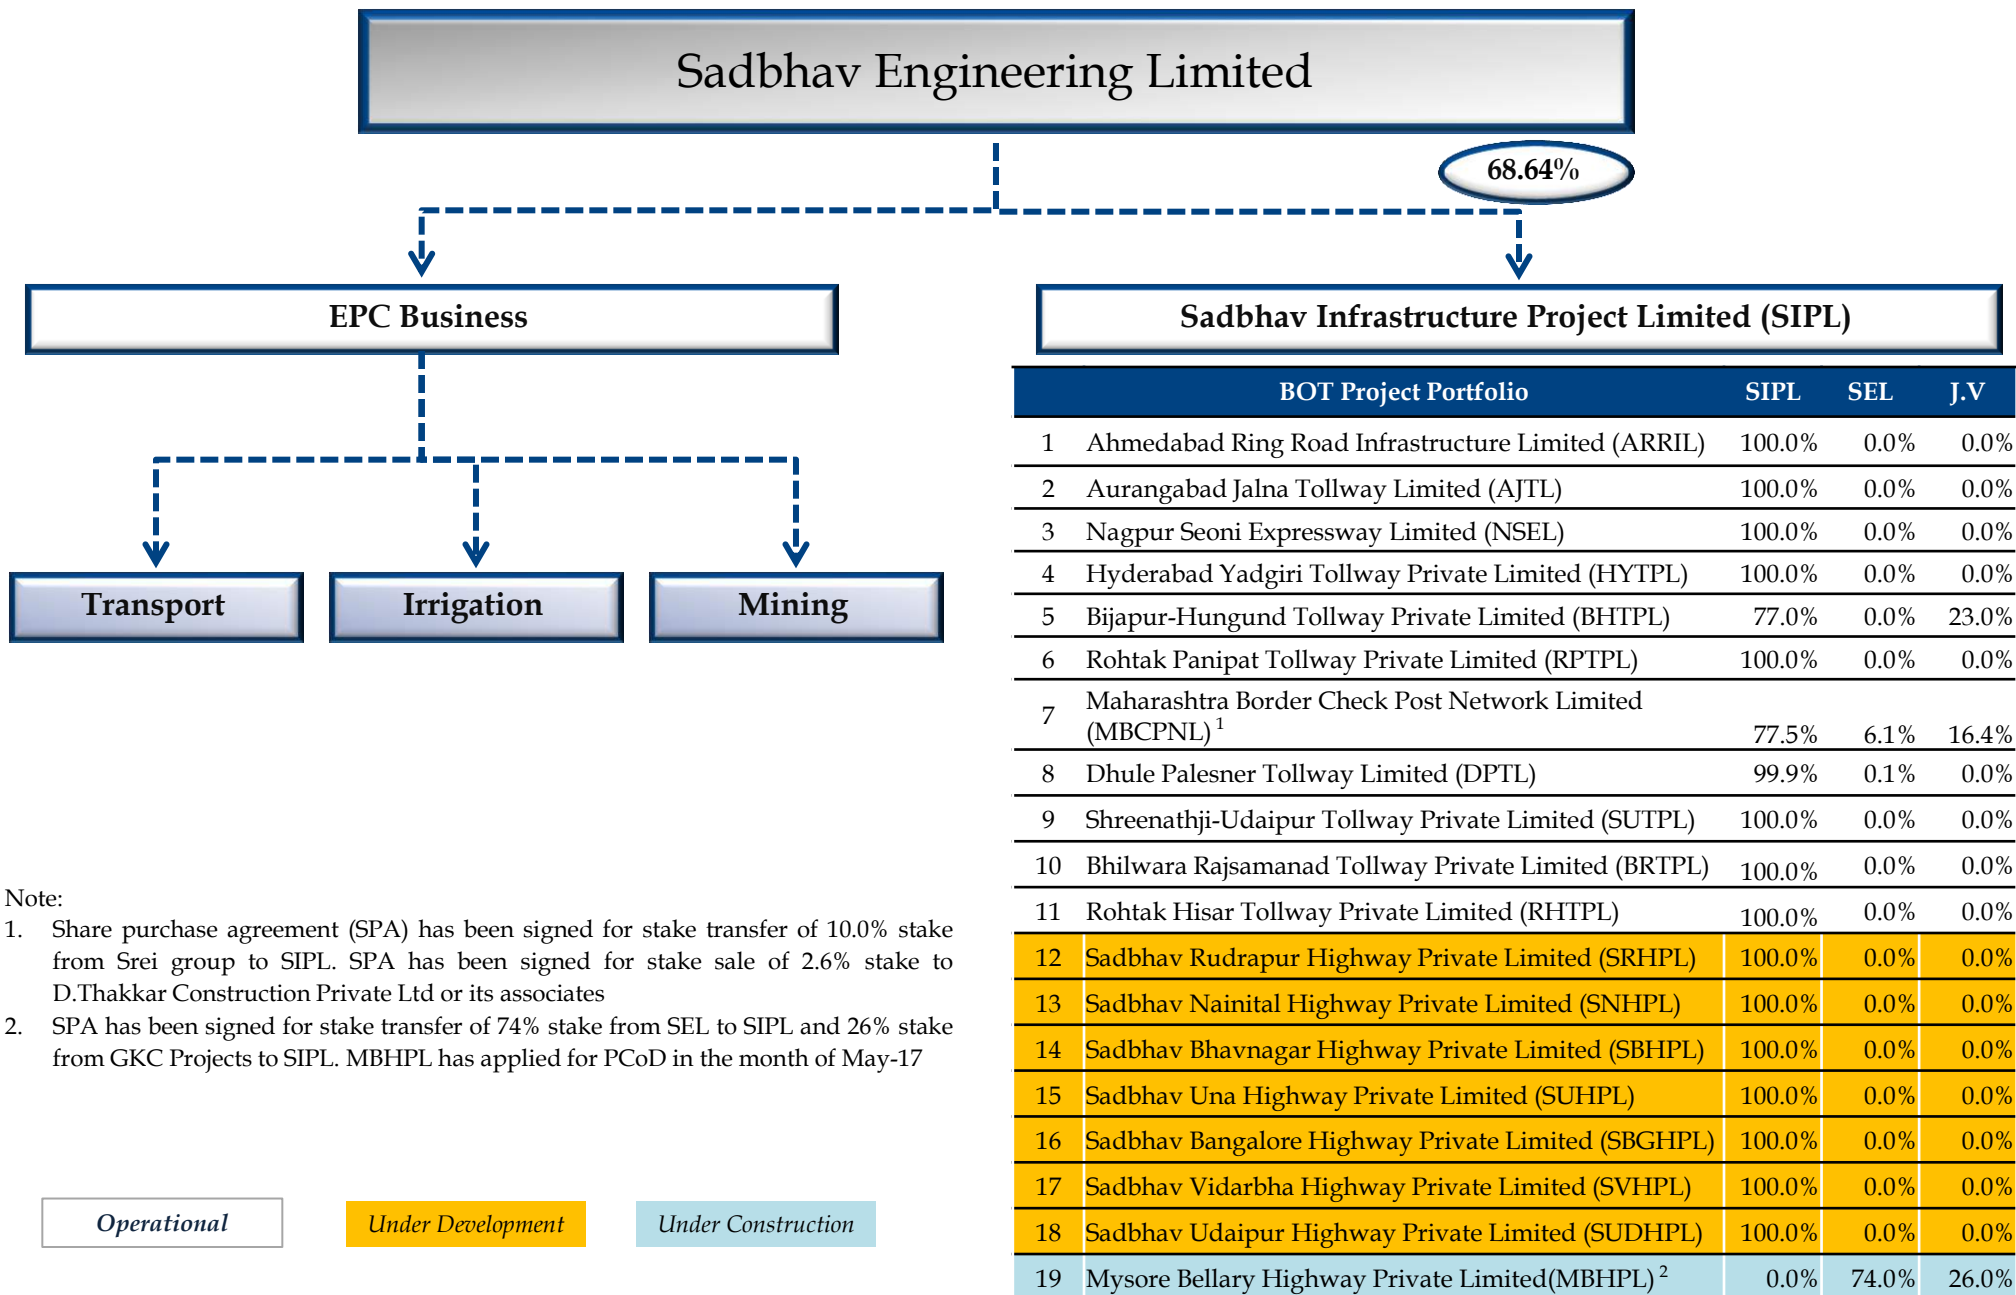 Sadbhav Engineering Limited
68.64%
EPC Business
Transport
Irrigation
Mining
Sadbhav Infrastructure Project Limited (SIPL)
BOT Project Portfolio SIPL SEL J.V
1 Ahmedabad Ring Road Infrastructure Limited (ARRIL) 100.0% 0.0% 0.0%
2 Aurangabad Jalna Tollway Limited (AJTL) 100.0% 0.0% 0.0%
3 Nagpur Seoni Expressway Limited (NSEL) 100.0% 0.0% 0.0%
4 Hyderabad Yadgiri Tollway Private Limited (HYTPL) 100.0% 0.0% 0.0%
5 Bijapur-Hungund Tollway Private Limited (BHTPL) 77.0% 0.0% 23.0%
6 Rohtak Panipat Tollway Private Limited (RPTPL) 100.0% 0.0% 0.0%
7 Maharashtra Border Check Post Network Limited
(MBCPNL) 1 77.5% 6.1% 16.4%
8 Dhule Palesner Tollway Limited (DPTL) 99.9% 0.1% 0.0%
9 Shreenathji-Udaipur Tollway Private Limited (SUTPL) 100.0% 0.0% 0.0%
10 Bhilwara Rajsamanad Tollway Private Limited (BRTPL) 100.0% 0.0% 0.0%
11 Rohtak Hisar Tollway Private Limited (RHTPL) 100.0% 0.0% 0.0%
12 Sadbhav Rudrapur Highway Private Limited (SRHPL) 100.0% 0.0% 0.0%
13 Sadbhav Nainital Highway Private Limited (SNHPL) 100.0% 0.0% 0.0%
14 Sadbhav Bhavnagar Highway Private Limited (SBHPL) 100.0% 0.0% 0.0%
15 Sadbhav Una Highway Private Limited (SUHPL) 100.0% 0.0% 0.0%
16 Sadbhav Bangalore Highway Private Limited (SBGHPL) 100.0% 0.0% 0.0%
17 Sadbhav Vidarbha Highway Private Limited (SVHPL) 100.0% 0.0% 0.0%
18 Sadbhav Udaipur Highway Private Limited (SUDHPL) 100.0% 0.0% 0.0%
19 Mysore Bellary Highway Private Limited(MBHPL) 2 0.0% 74.0% 26.0%
Note:
1. Share purchase agreement (SPA) has been signed for stake transfer of 10.0% stake
from Srei group to SIPL. SPA has been signed for stake sale of 2.6% stake to
D.Thakkar Construction Private Ltd or its associates
2. SPA has been signed for stake transfer of 74% stake from SEL to SIPL and 26% stake
from GKC Projects to SIPL. MBHPL has applied for PCoD in the month of May-17
Operational
Under Development
Under Construction